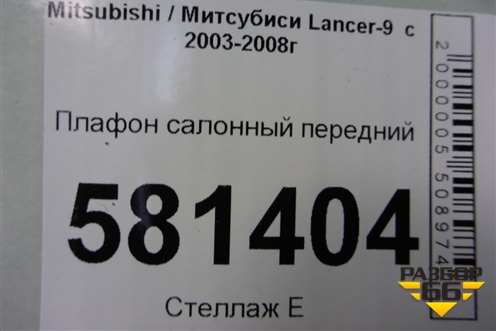 Mitsubishi / Митсубиси Lancer-9 с
2003-2008г
Плафон салонный передний
581404
Стеллаж Е
2000005508974
РАЗБОР
66